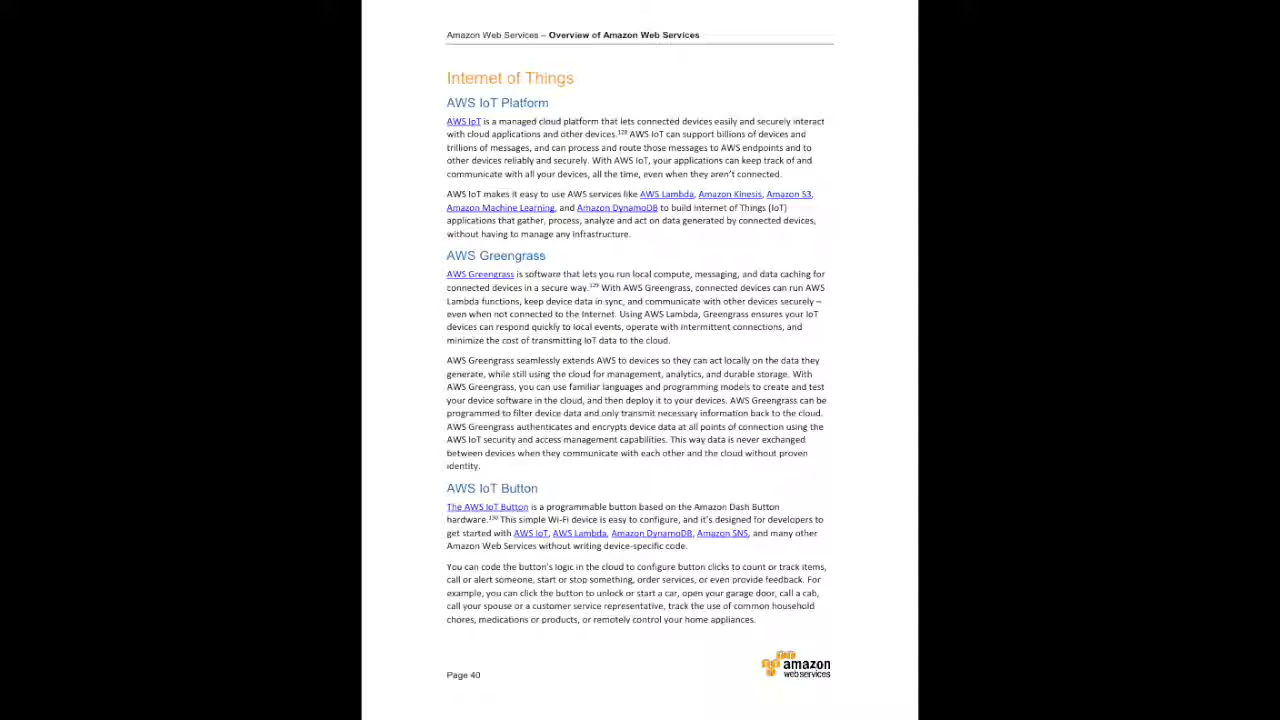 Amazon Web Services – Overview of Amazon Web Services
Internet of Things
AWS IoT Platform
AWS IoT is a managed cloud platform that lets connected devices easily and securely interact
with cloud applications and other devices.128 AWS IoT can support billions of devices and
trillions of messages, and can process and route those messages to AWS endpoints and to
other devices reliably and securely. With AWS IoT, your applications can keep track of and
communicate with all your devices, all the time, even when they aren't connected.
AWS IoT makes it easy to use AWS services like AWS Lambda, Amazon Kinesis, Amazon S3,
Amazon Machine Learning, and Amazon DynamoDB to build Internet of Things (IoT)
applications that gather, process, analyze and act on data generated by connected devices,
without having to manage any infrastructure.
AWS Greengrass
AWS Greengrass is software that lets you run local compute, messaging, and data caching for
connected devices in a secure way.129 With AWS Greengrass, connected devices can run AWS
Lambda functions, keep device data in sync, and communicate with other devices securely –
even when not connected to the Internet. Using AWS Lambda, Greengrass ensures your IoT
devices can respond quickly to local events, operate with intermittent connections, and
minimize the cost of transmitting IoT data to the cloud.
AWS Greengrass seamlessly extends AWS to devices so they can act locally on the data they
generate, while still using the cloud for management, analytics, and durable storage. With
AWS Greengrass, you can use familiar languages and programming models to create and test
your device software in the cloud, and then deploy it to your devices. AWS Greengrass can be
programmed to filter device data and only transmit necessary information back to the cloud.
AWS Greengrass authenticates and encrypts device data at all points of connection using the
AWS IoT security and access management capabilities. This way data is never exchanged
between devices when they communicate with each other and the cloud without proven
identity.
AWS IoT Button
The AWS IoT Button is a programmable button based on the Amazon Dash Button
hardware.130 This simple Wi-Fi device is easy to configure, and it's designed for developers to
get started with AWS IoT, AWS Lambda, Amazon DynamoDB, Amazon SNS, and many other
Amazon Web Services without writing device-specific code.
You can code the button's logic in the cloud to configure button clicks to count or track items,
call or alert someone, start or stop something, order services, or even provide feedback. For
example, you can click the button to unlock or start a car, open your garage door, call a cab,
call your spouse or a customer service representative, track the use of common household
chores, medications or products, or remotely control your home appliances.
Page 40
amazon
web services